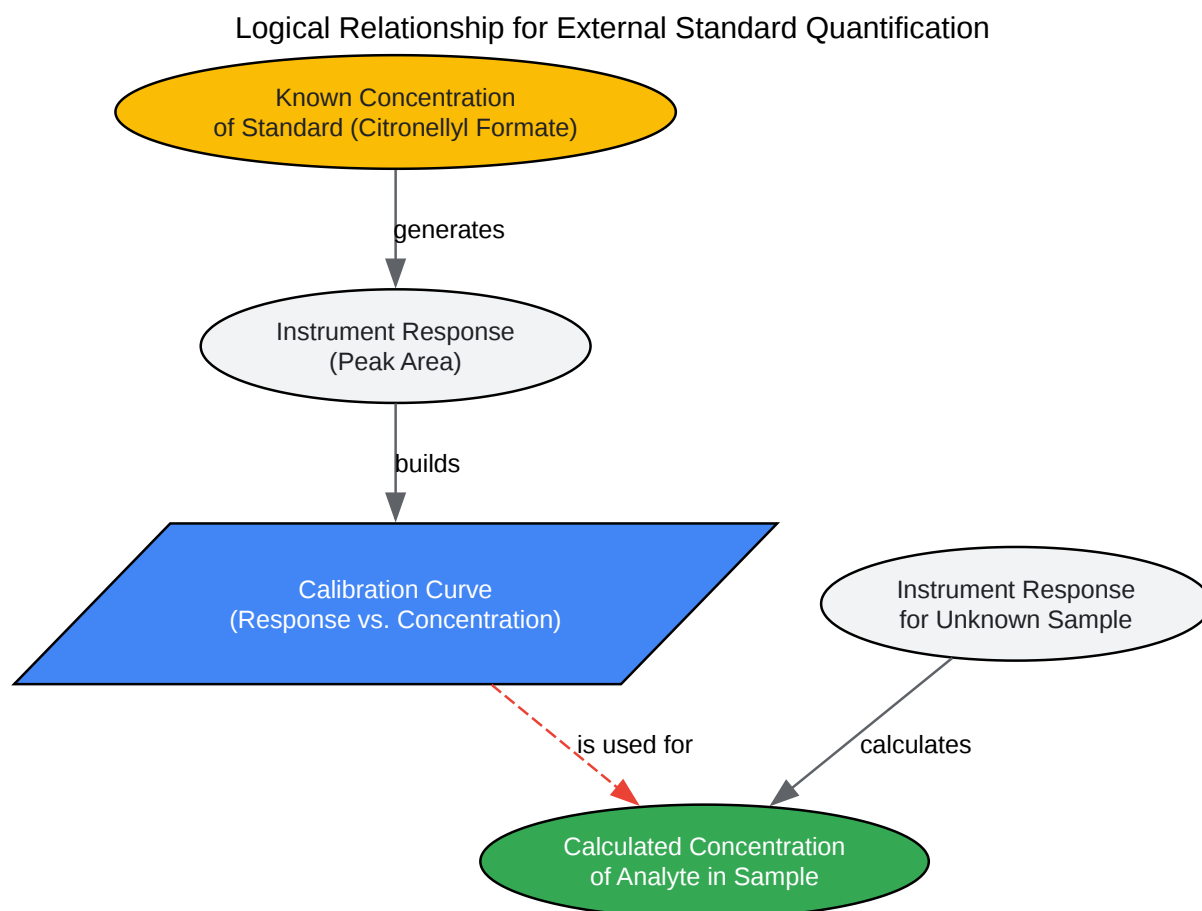 Logical Relationship for External Standard Quantification
Known Concentration
of Standard (Citronellyl Formate)
generates
Instrument Response
(Peak Area)
builds
Calibration Curve
(Response vs. Concentration)
Instrument Response
for Unknown Sample
is used for
calculates
Calculated Concentration
of Analyte in Sample